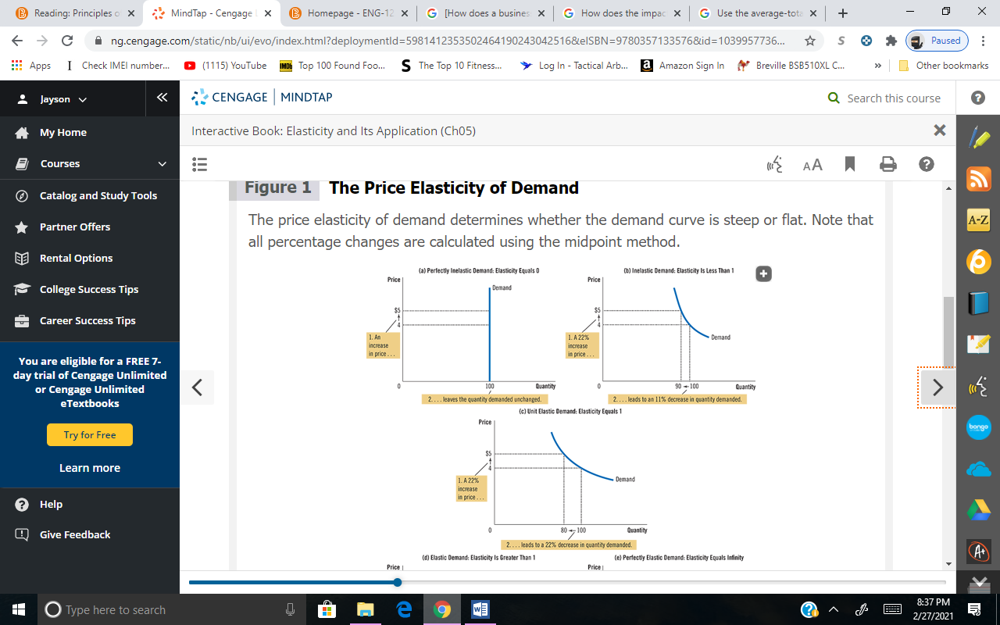 Reading: Principles o
MindTap - Cengage
Homepage - ENG-12
[How does a busines
How does the impac
Use the average-tota
ng.cengage.com/static/nb/ui/evo/index.html?deploymentId=5981412353502464190243042516&eISBN=9780357133576&id=1039957736...
S
Paused
Apps
I Check IMEI number...
(1115) YouTube
IMDb Top 100 Found Foo...
S The Top 10 Fitness...
Log In - Tactical Arb...
a Amazon Sign In
Breville BSB510XL C...
»
Other bookmarks
Jayson
My Home
Courses
Catalog and Study Tools
Partner Offers
Rental Options
College Success Tips
Career Success Tips
You are eligible for a FREE 7-
day trial of Cengage Unlimited
or Cengage Unlimited
eTextbooks
Try for Free
Learn more
Help
Give Feedback
CENGAGE | MINDTAP
Search this course
Interactive Book: Elasticity and Its Application (Ch05)
AA
Figure 1 The Price Elasticity of Demand
The price elasticity of demand determines whether the demand curve is steep or flat. Note that
all percentage changes are calculated using the midpoint method.
(a) Perfectly Inelastic Demand: Elasticity Equals 0
Price
Demand
$5
4
1. An
increase
in price . . .
0
100
Quantity
2. . . . leaves the quantity demanded unchanged.
(b) Inelastic Demand: Elasticity Is Less Than 1
Price
$5
4
1. A 22%
increase
in price . . .
Demand
0
90
100
Quantity
2. . . . leads to an 11% decrease in quantity demanded.
(c) Unit Elastic Demand: Elasticity Equals 1
Price
$5
4
1. A 22%
increase
in price . . .
Demand
0
80
100
Quantity
2. . . . leads to a 22% decrease in quantity demanded.
(d) Elastic Demand: Elasticity Is Greater Than 1
Price
(e) Perfectly Elastic Demand: Elasticity Equals Infinity
Price
A-Z
bongo
A+
Type here to search
8:37 PM
2/27/2021